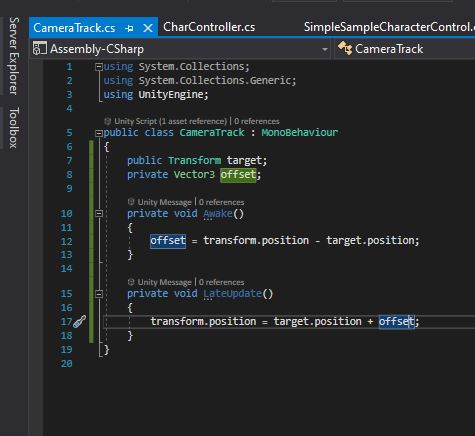 Server Explorer
Toolbox
CameraTrack.cs
CharController.cs
SimpleSampleCharacterControl.
Assembly-CSharp
CameraTrack
1 using System.Collections;
2 using System.Collections.Generic;
3 using UnityEngine;
4
Unity Script (1 asset reference) | 0 references
5 public class CameraTrack : MonoBehaviour
6 {
7 public Transform target;
8 private Vector3 offset;
9
Unity Message | 0 references
10 private void Awake()
11 {
12 offset = transform.position - target.position;
13 }
14
Unity Message | 0 references
15 private void LateUpdate()
16 {
17 transform.position = target.position + offset;
18 }
19 }
20